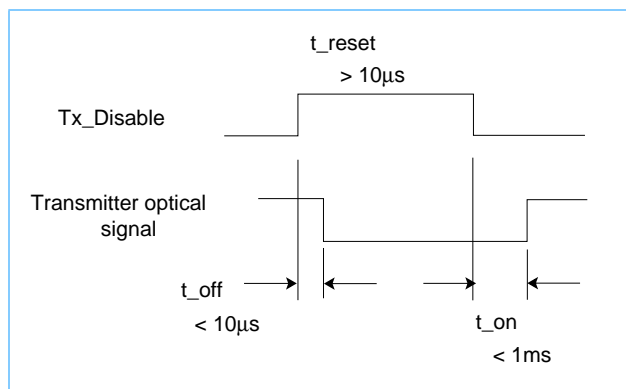 t_reset
> 10μs
Tx_Disable
Transmitter optical
signal
t_off
< 10μs
t_on
< 1ms